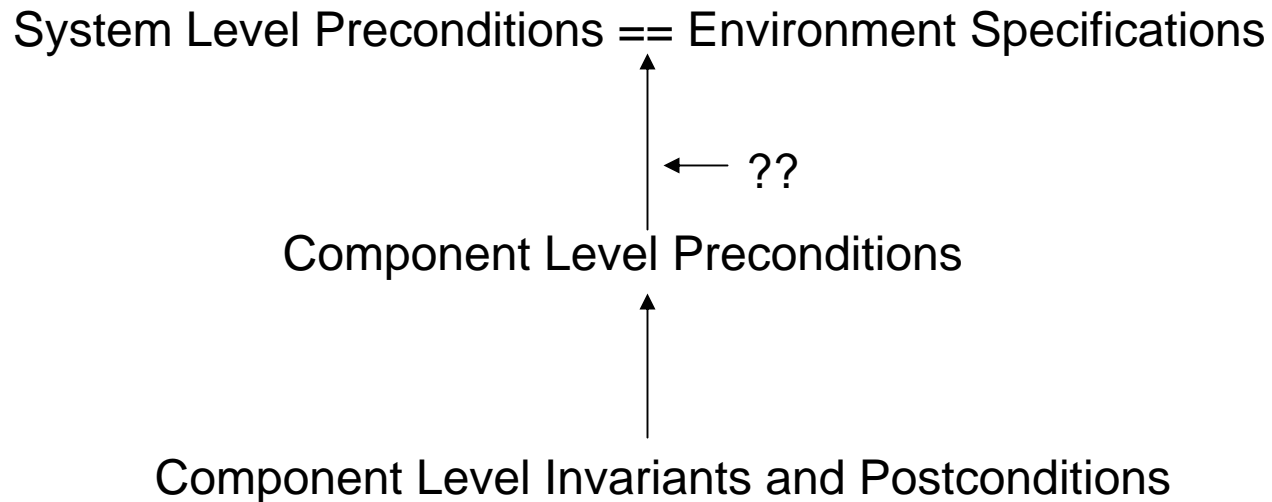 System Level Preconditions == Environment Specifications
??
Component Level Preconditions
Component Level Invariants and Postconditions